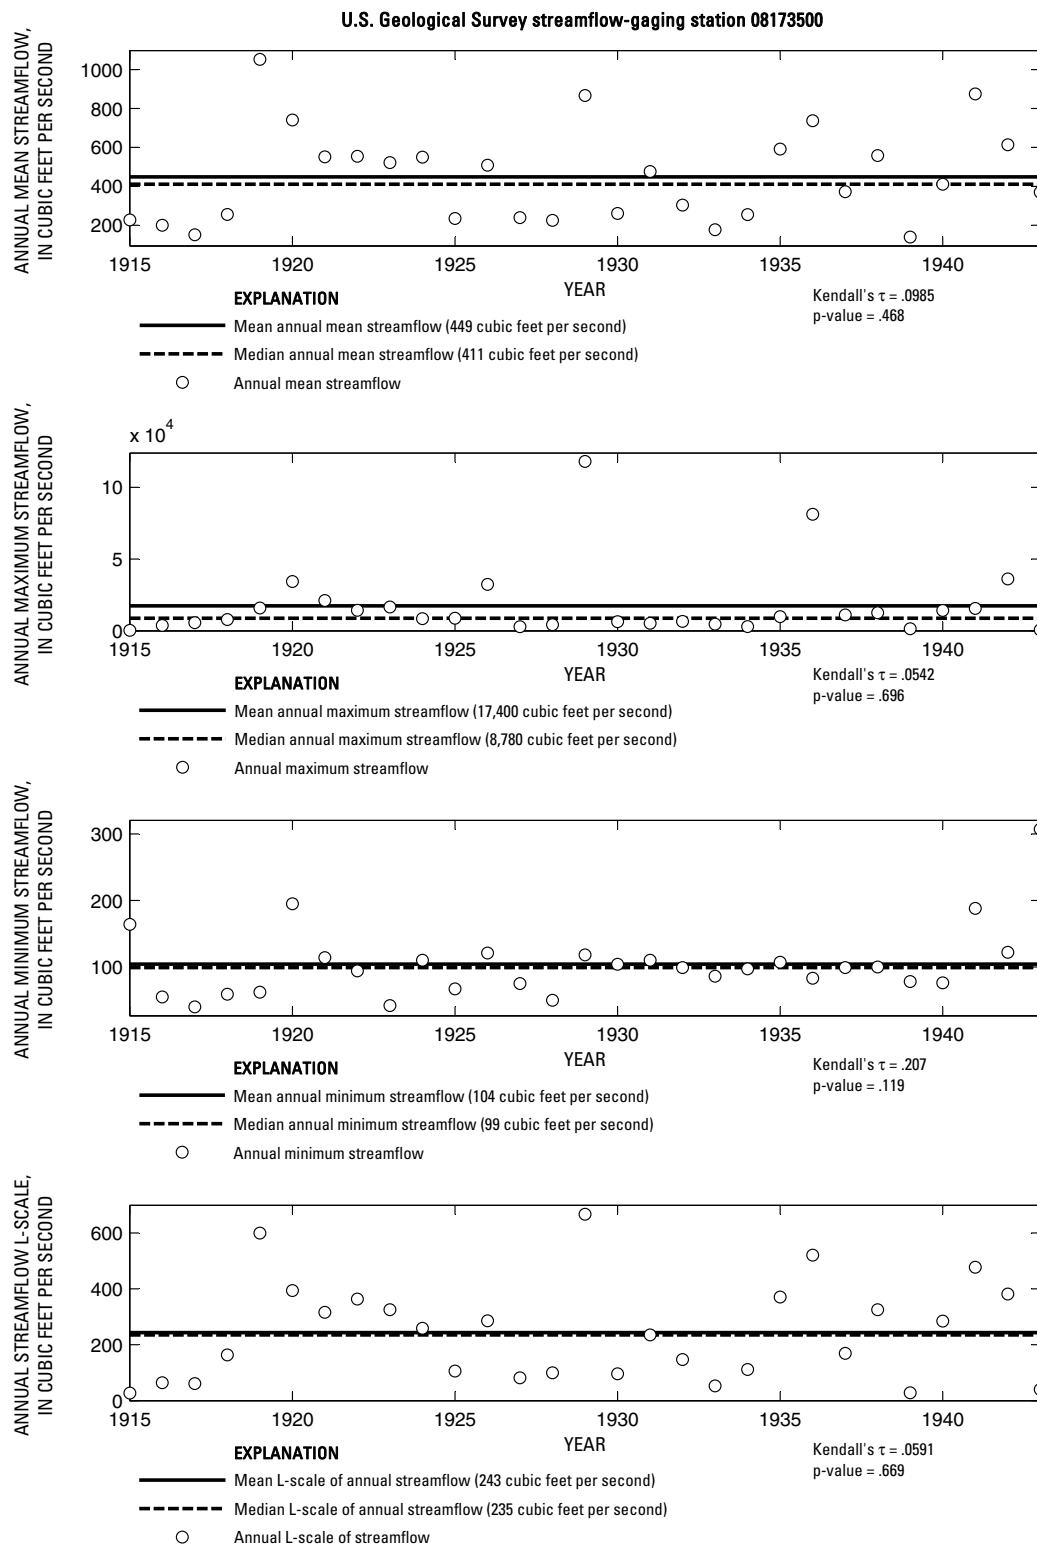 U.S. Geological Survey streamflow-gaging station 08173500
ANNUAL MEAN STREAMFLOW,
IN CUBIC FEET PER SECOND
1000
800
600
400
200
1915 1920 1925 1930 1935 1940
YEAR
Kendall's τ = .0985
p-value = .468
EXPLANATION
Mean annual mean streamflow (449 cubic feet per second)
Median annual mean streamflow (411 cubic feet per second)
Annual mean streamflow
ANNUAL MAXIMUM STREAMFLOW,
IN CUBIC FEET PER SECOND
x 10^4
10
5
0
1915 1920 1925 1930 1935 1940
YEAR
Kendall's τ = .0542
p-value = .696
EXPLANATION
Mean annual maximum streamflow (17,400 cubic feet per second)
Median annual maximum streamflow (8,780 cubic feet per second)
Annual maximum streamflow
ANNUAL MINIMUM STREAMFLOW,
IN CUBIC FEET PER SECOND
300
200
100
1915 1920 1925 1930 1935 1940
YEAR
Kendall's τ = .207
p-value = .119
EXPLANATION
Mean annual minimum streamflow (104 cubic feet per second)
Median annual minimum streamflow (99 cubic feet per second)
Annual minimum streamflow
ANNUAL STREAMFLOW L-SCALE,
IN CUBIC FEET PER SECOND
600
400
200
0
1915 1920 1925 1930 1935 1940
YEAR
Kendall's τ = .0591
p-value = .669
EXPLANATION
Mean L-scale of annual streamflow (243 cubic feet per second)
Median L-scale of annual streamflow (235 cubic feet per second)
Annual L-scale of streamflow